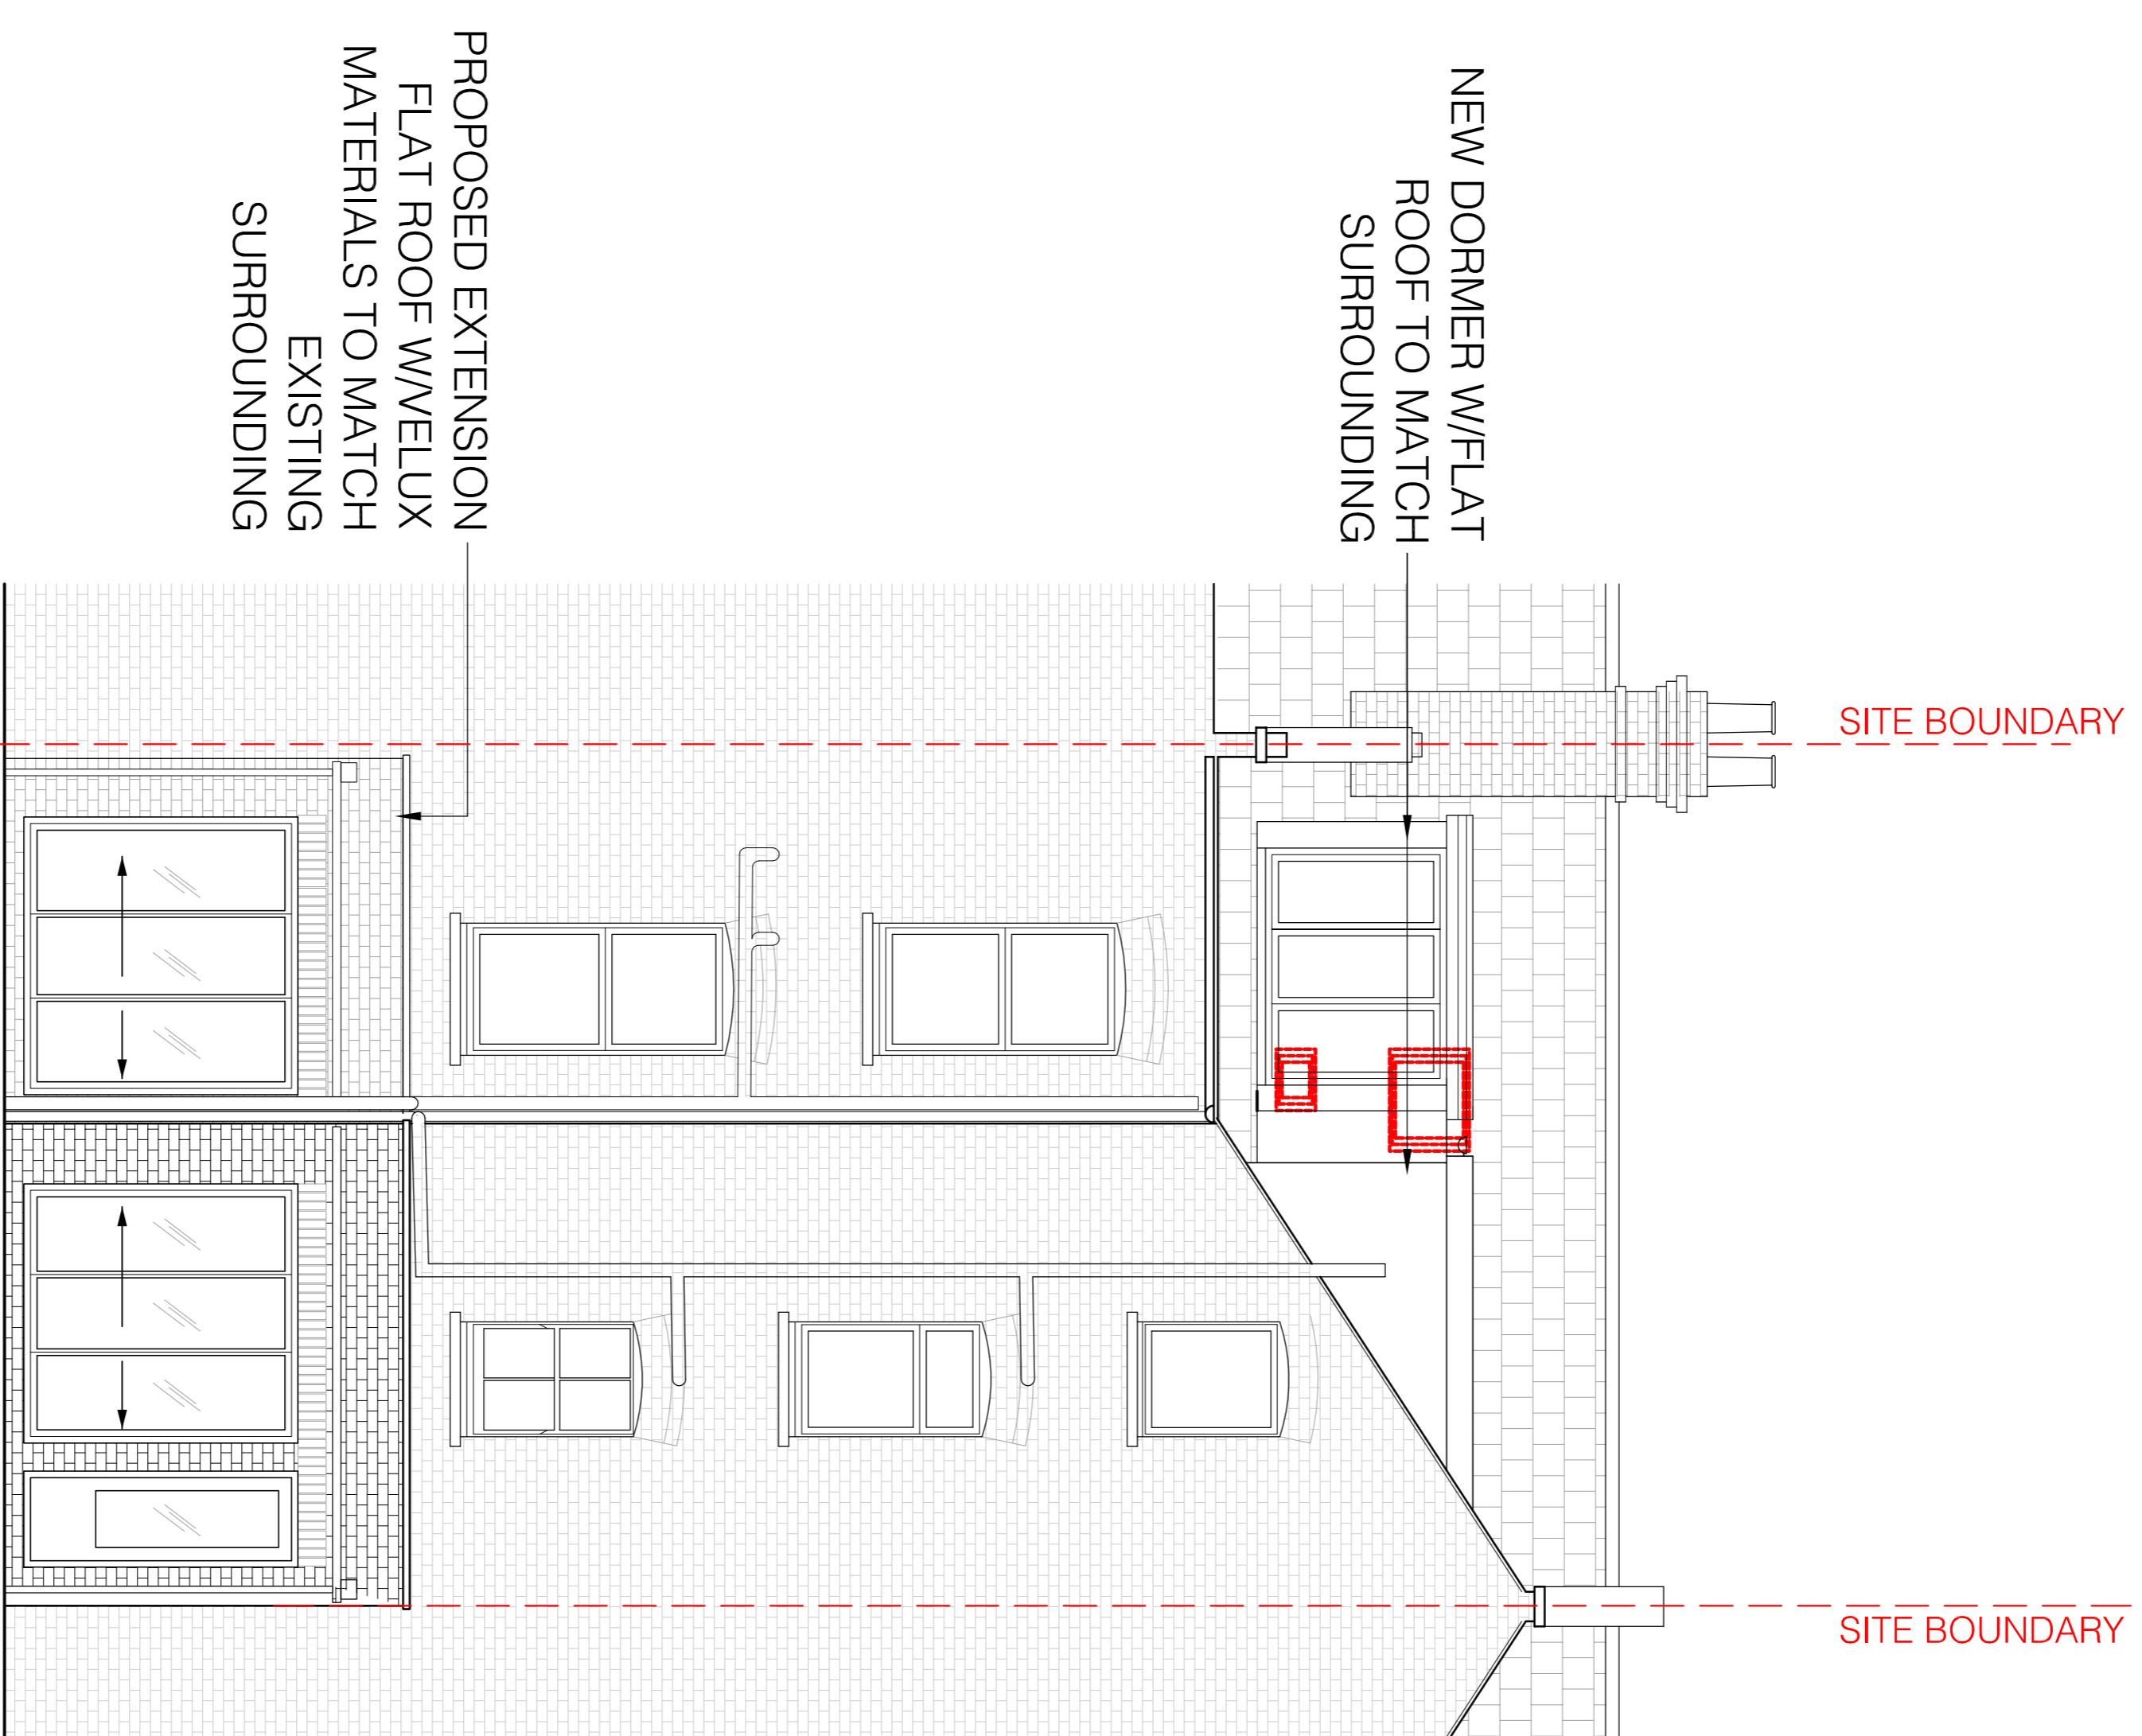 NEW DORMER W/FLAT
ROOF TO MATCH
SURROUNDING
PROPOSED EXTENSION
FLAT ROOF W/VELUX
MATERIALS TO MATCH
EXISTING
SURROUNDING
SITE BOUNDARY
SITE BOUNDARY